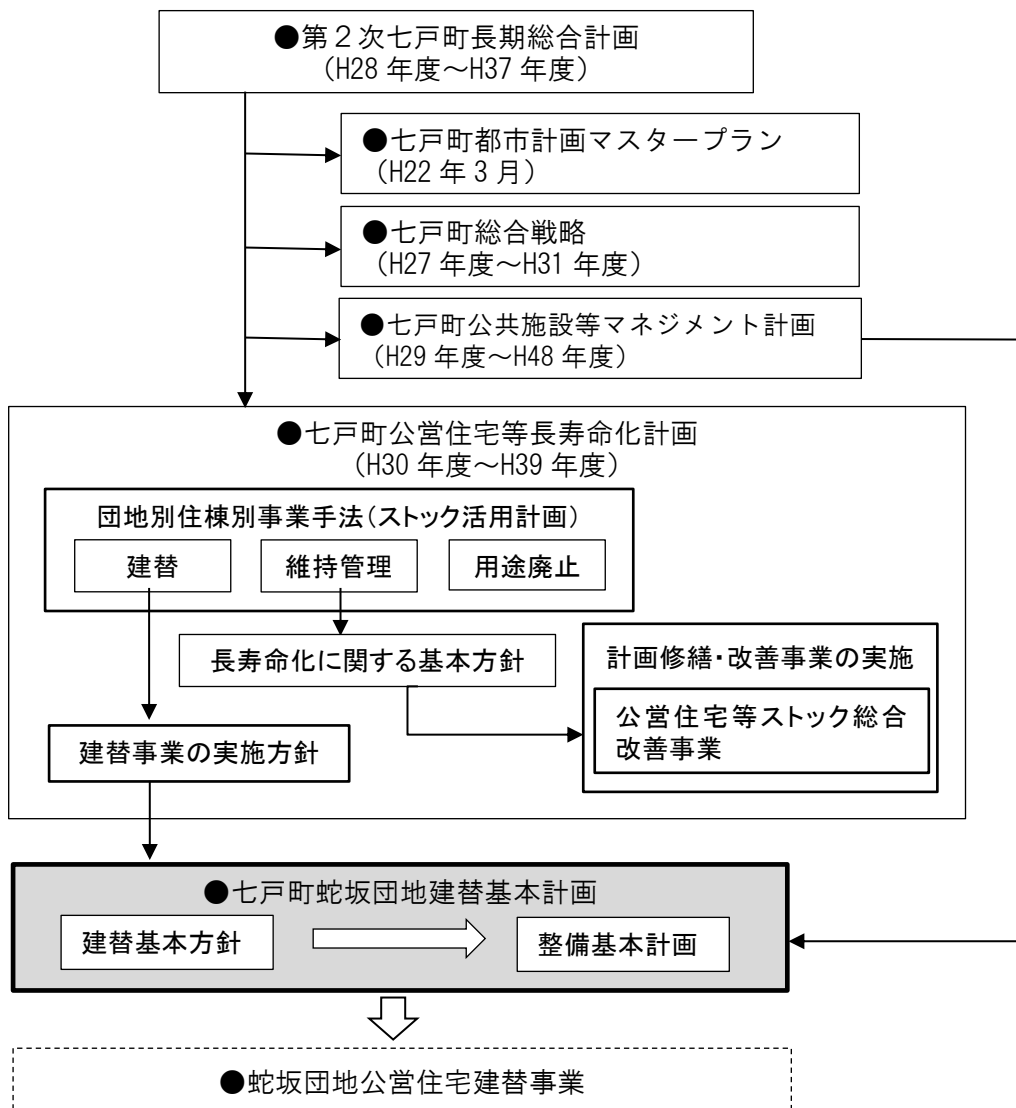 ●第２次七戸町長期総合計画
（H28 年度～H37 年度）
●七戸町都市計画マスタープラン
（H22 年 3 月）
●七戸町総合戦略
（H27 年度～H31 年度）
●七戸町公共施設等マネジメント計画
（H29 年度～H48 年度）
●七戸町公営住宅等長寿命化計画
（H30 年度～H39 年度）
団地別住棟別事業手法（ストック活用計画）
建替
維持管理
用途廃止
長寿命化に関する基本方針
計画修繕・改善事業の実施
公営住宅等ストック総合
改善事業
建替事業の実施方針
●七戸町蛇坂団地建替基本計画
建替基本方針
整備基本計画
●蛇坂団地公営住宅建替事業